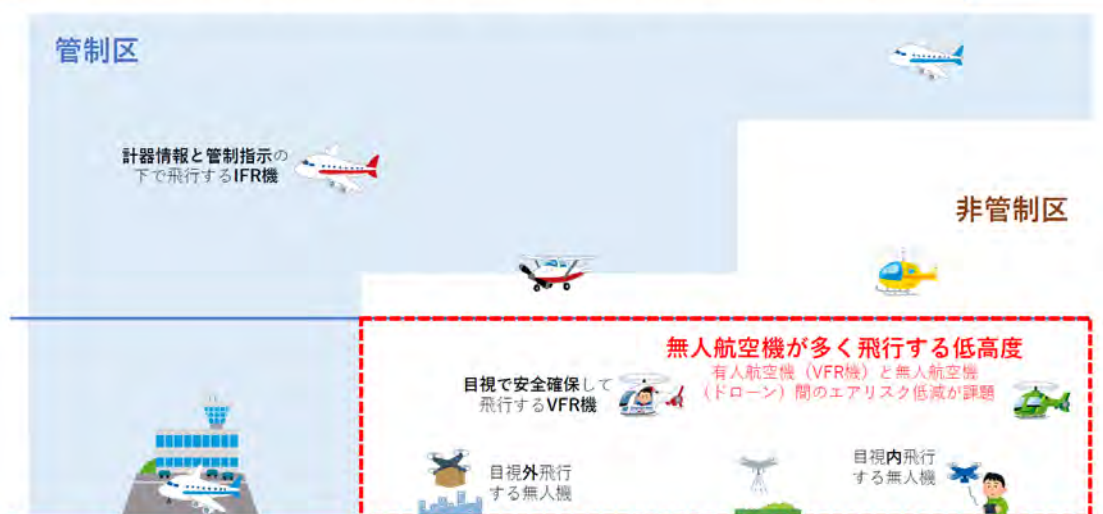 管制区
計器情報と管制指示の
下で飛行するIFR機
非管制区
無人航空機が多く飛行する低高度
有人航空機（VFR機）と無人航空機
（ドローン）間のエアリスク低減が課題
目視で安全確保して
飛行するVFR機
目視外飛行
する無人機
目視内飛行
する無人機